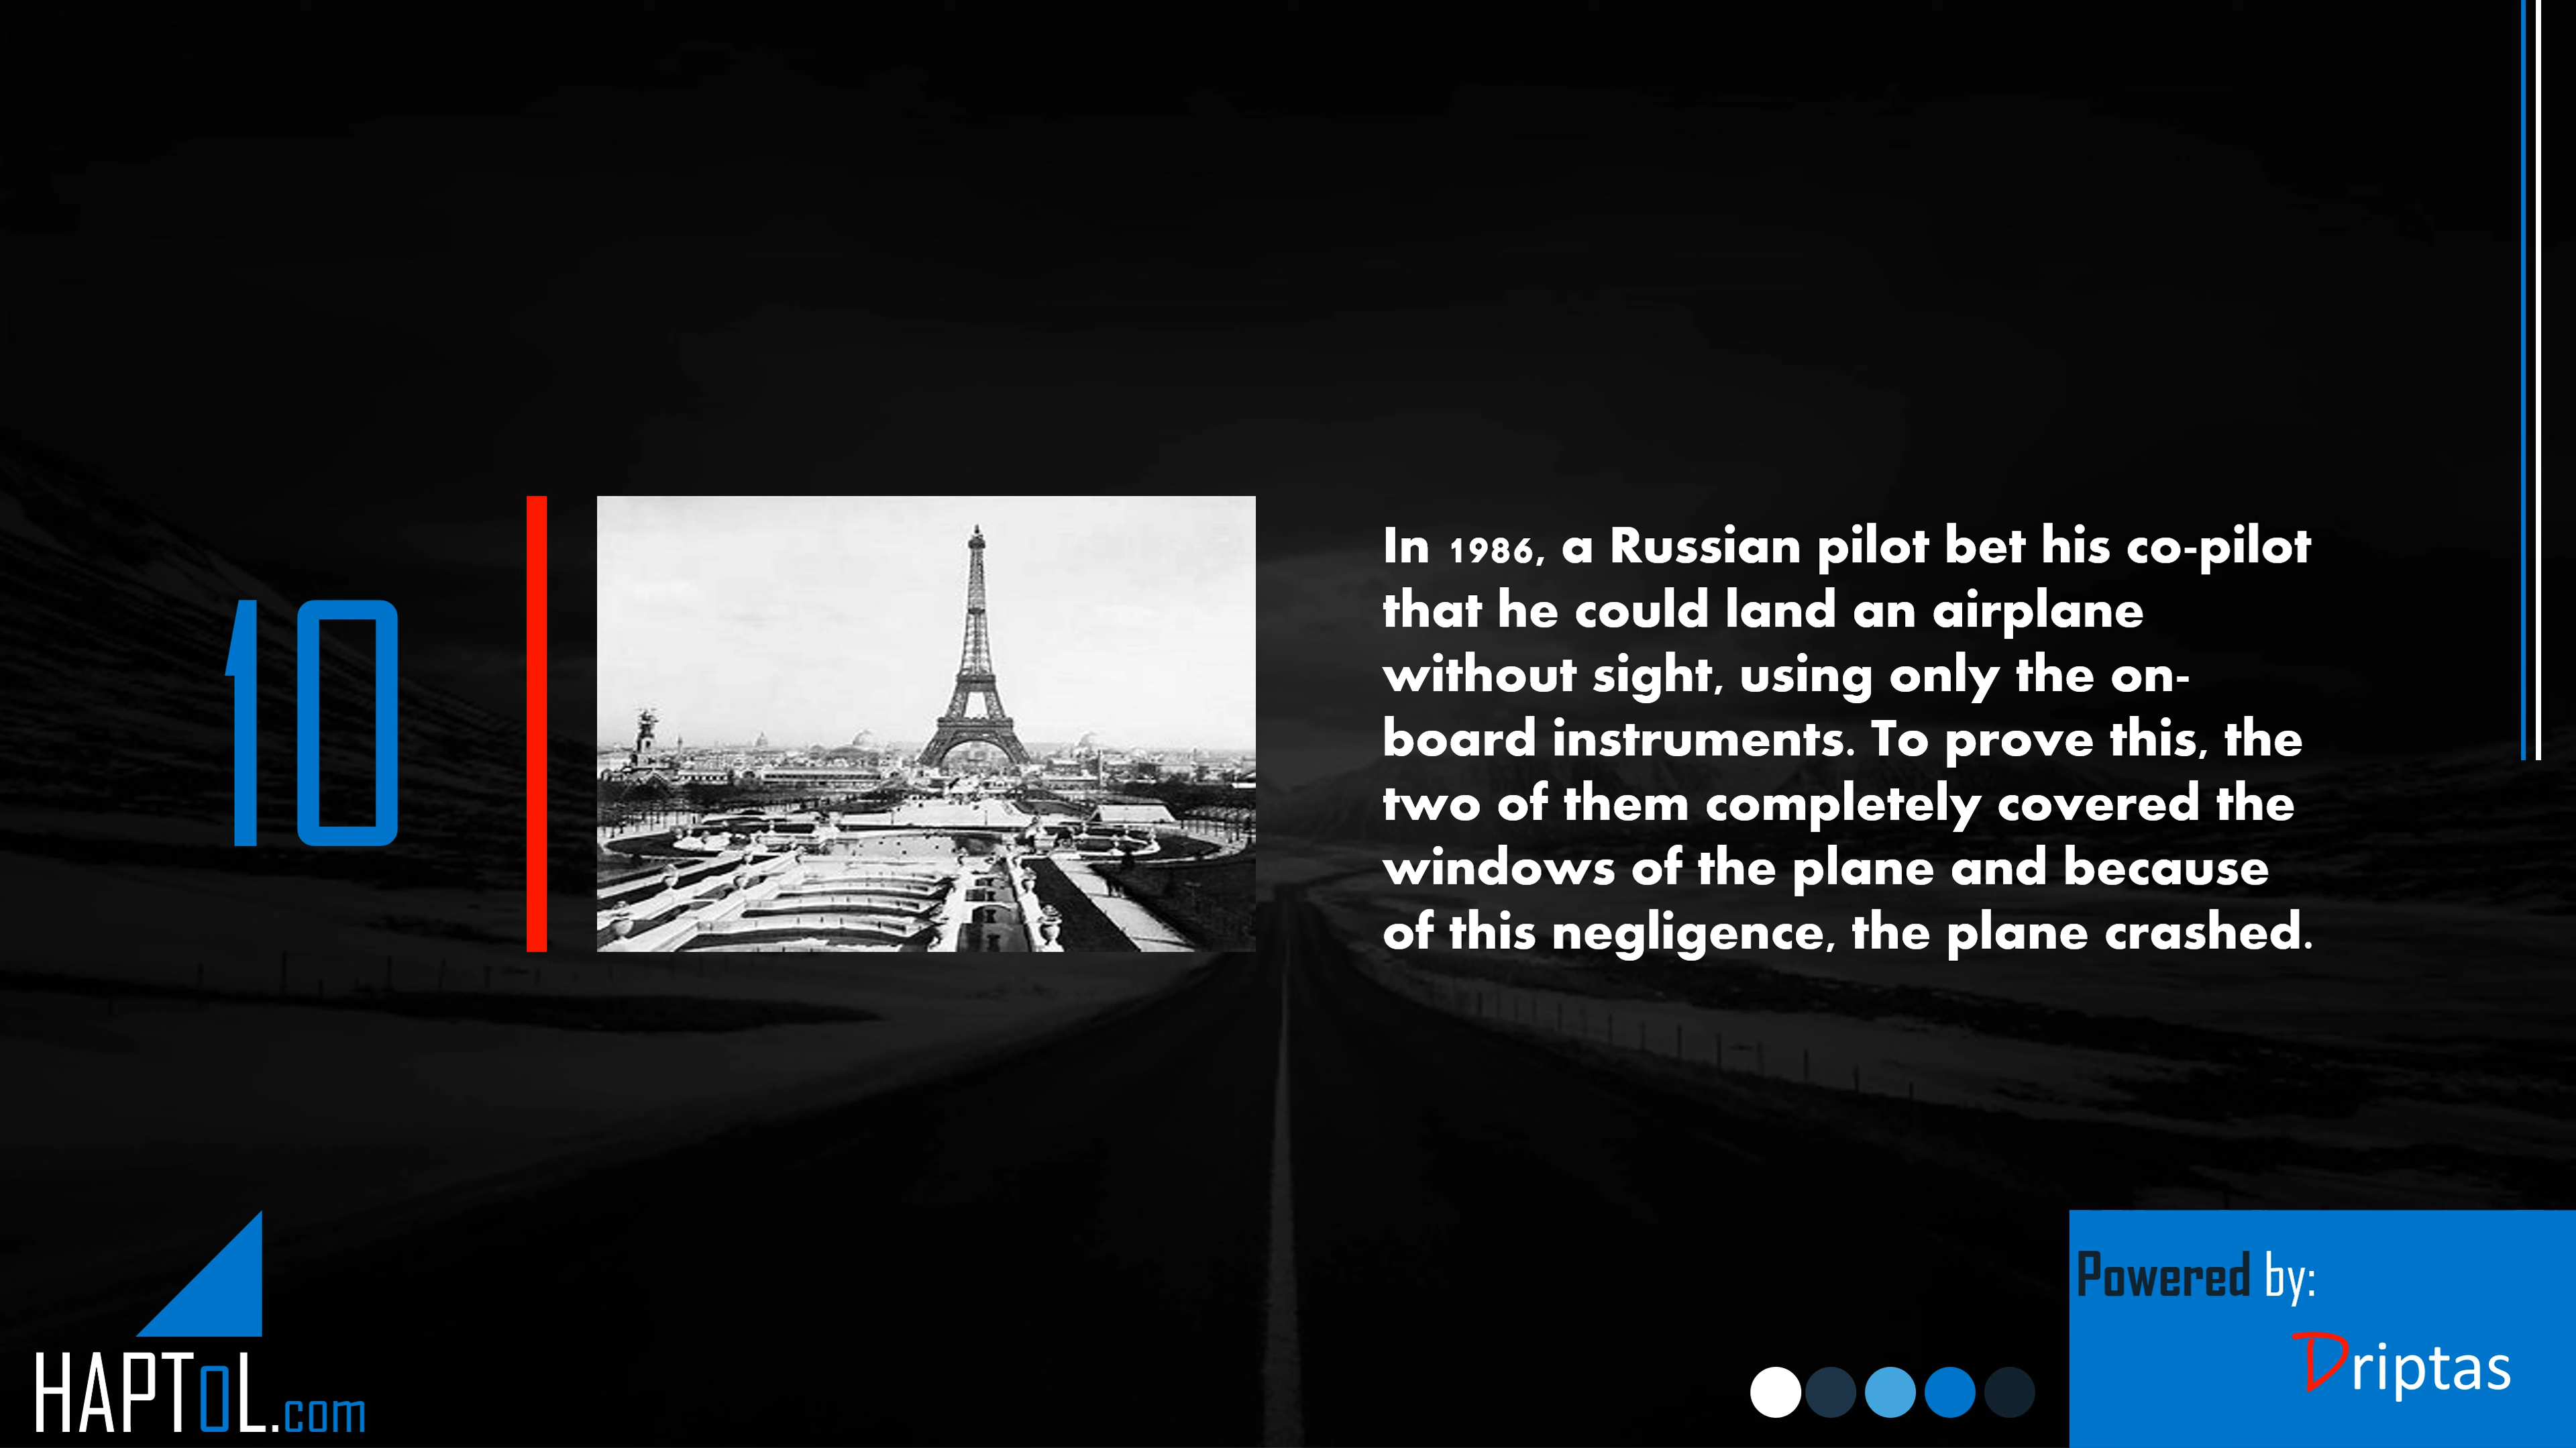 10
In 1986, a Russian pilot bet his co-pilot
that he could land an airplane
without sight, using only the on-
board instruments. To prove this, the
two of them completely covered the
windows of the plane and because
of this negligence, the plane crashed.
HAPToL.com
Powered by:
Driptas